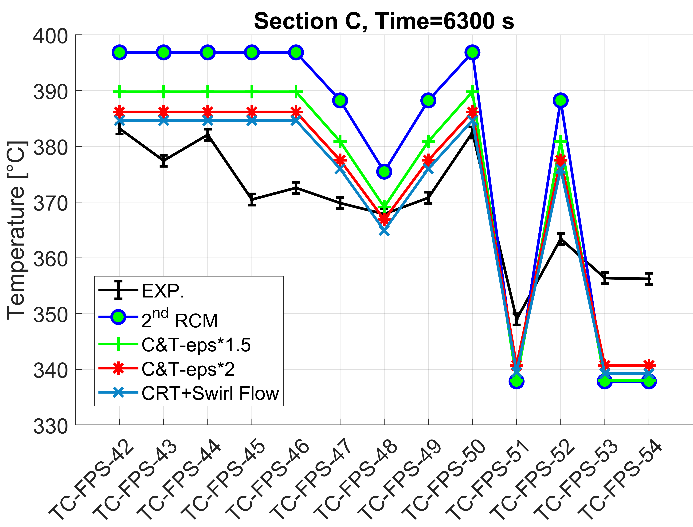 Section C, Time=6300 s
Temperature [°C]
400
390
380
370
360
350
340
330
EXP.
2nd RCM
C&T-eps*1.5
C&T-eps*2
CRT+Swirl Flow
TC-FPS-42
TC-FPS-43
TC-FPS-44
TC-FPS-45
TC-FPS-46
TC-FPS-47
TC-FPS-48
TC-FPS-49
TC-FPS-50
TC-FPS-51
TC-FPS-52
TC-FPS-53
TC-FPS-54